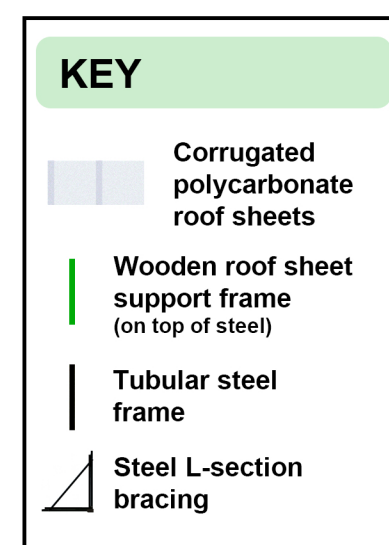 KEY
Corrugated
polycarbonate
roof sheets
Wooden roof sheet
support frame
(on top of steel)
Tubular steel
frame
Steel L-section
bracing